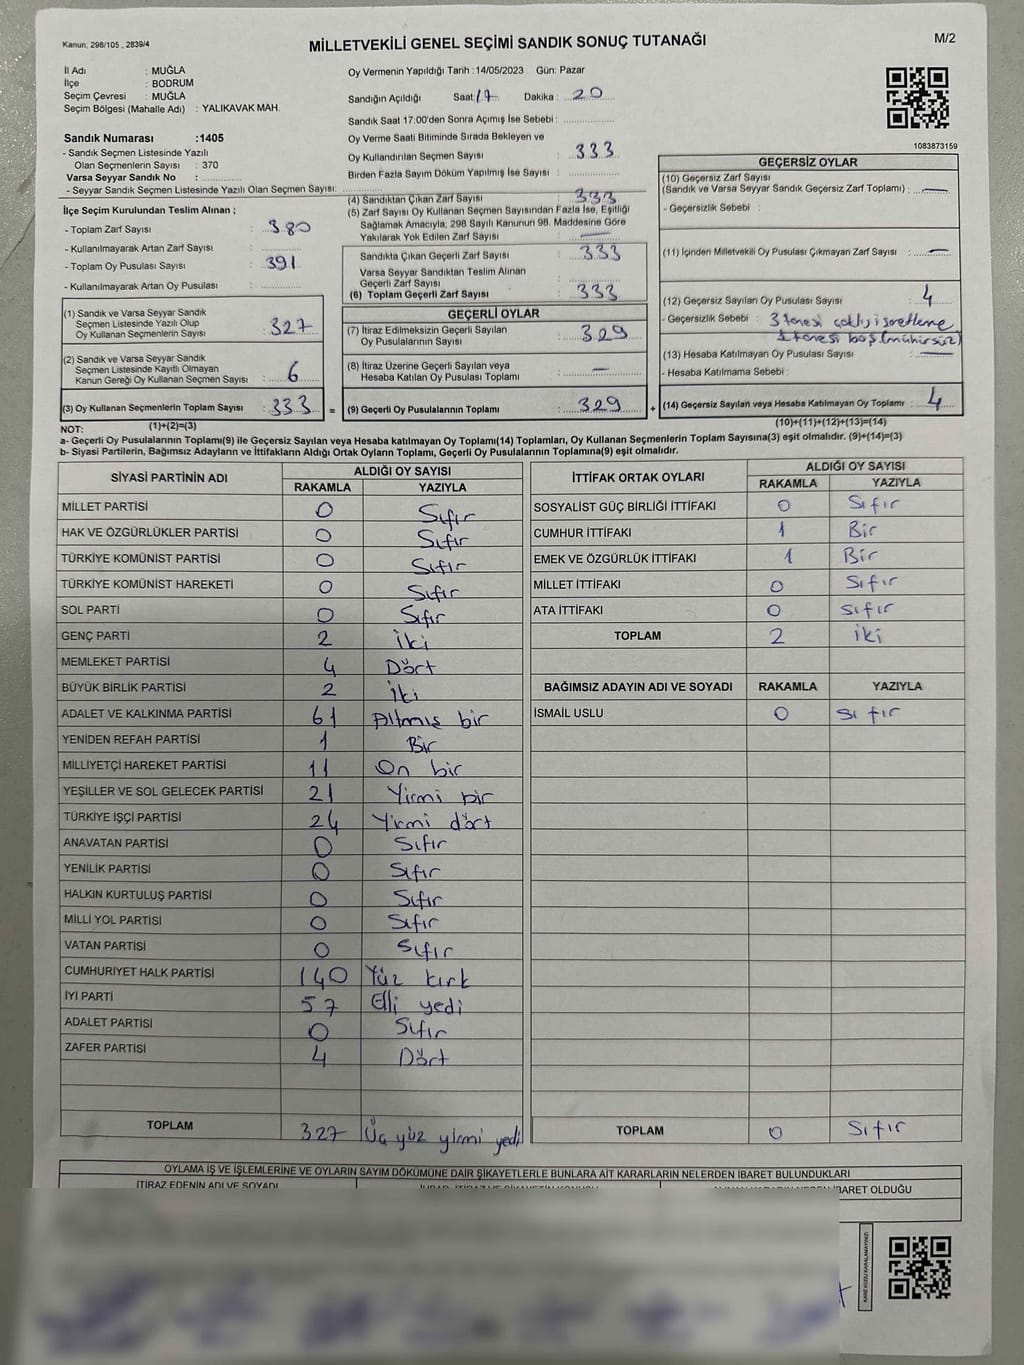 Kanun: 298/105 , 2839/4
MİLLETVEKİLİ GENEL SEÇİMİ SANDIK SONUÇ TUTANAĞI
M/2
İl Adı : MUĞLA
İlçe : BODRUM
Seçim Çevresi : MUĞLA
Seçim Bölgesi (Mahalle Adı) : YALIKAVAK MAH.
Sandık Numarası :1405
- Sandık Seçmen Listesinde Yazılı
Olan Seçmenlerin Sayısı : 370
Varsa Seyyar Sandık No :
- Seyyar Sandık Seçmen Listesinde Yazılı Olan Seçmen Sayısı:
Oy Vermenin Yapıldığı Tarih : 14/05/2023 Gün: Pazar
Sandığın Açıldığı Saat: 17 Dakika : 20
Sandık Saat 17:00'den Sonra Açımış İse Sebebi :
Oy Verme Saati Bitiminde Sırada Bekleyen ve
Oy Kullandırılan Seçmen Sayısı : 333
Birden Fazla Sayım Döküm Yapılmış İse Sayısı :
1083873159
İlçe Seçim Kurulundan Teslim Alınan ;
- Toplam Zarf Sayısı : 380
- Kullanılmayarak Artan Zarf Sayısı :
- Toplam Oy Pusulası Sayısı : 391
- Kullanılmayarak Artan Oy Pusulası :
(1) Sandık ve Varsa Seyyar Sandık
Seçmen Listesinde Yazılı Olup
Oy Kullanan Seçmenlerin Sayısı : 327
(2) Sandık ve Varsa Seyyar Sandık
Seçmen Listesinde Kayıtlı Olmayan
Kanun Gereği Oy Kullanan Seçmen Sayısı : 6
(3) Oy Kullanan Seçmenlerin Toplam Sayısı : 333 =
(1)+(2)=(3)
(4) Sandıktan Çıkan Zarf Sayısı : 333
(5) Zarf Sayısı Oy Kullanan Seçmen Sayısından Fazla İse, Eşitliği
Sağlamak Amacıyla, 298 Sayılı Kanunun 98. Maddesine Göre
Yakılarak Yok Edilen Zarf Sayısı : —
Sandıkta Çıkan Geçerli Zarf Sayısı : 333
Varsa Seyyar Sandıktan Teslim Alınan
Geçerli Zarf Sayısı :
(6) Toplam Geçerli Zarf Sayısı : 333
GEÇERLİ OYLAR
(7) İtiraz Edilmeksizin Geçerli Sayılan
Oy Pusulalarının Sayısı : 329
(8) İtiraz Üzerine Geçerli Sayılan veya
Hesaba Katılan Oy Pusulası Toplamı : —
(9) Geçerli Oy Pusulalarının Toplamı : 329 +
GEÇERSİZ OYLAR
(10) Geçersiz Zarf Sayısı
(Sandık ve Varsa Seyyar Sandık Geçersiz Zarf Toplamı) : —
- Geçersizlik Sebebi :
(11) İçinden Milletvekili Oy Pusulası Çıkmayan Zarf Sayısı : —
(12) Geçersiz Sayılan Oy Pusulası Sayısı : 4
- Geçersizlik Sebebi : 3 tanesi çoklu işaretleme
1 tanesi boş (mühürsüz)
(13) Hesaba Katılmayan Oy Pusulası Sayısı : —
- Hesaba Katılmama Sebebi :
(14) Geçersiz Sayılan veya Hesaba Katılmayan Oy Toplamı : 4
(10)+(11)+(12)+(13)=(14)
NOT:
a- Geçerli Oy Pusulalarının Toplamı(9) ile Geçersiz Sayılan veya Hesaba katılmayan Oy Toplamı(14) Toplamları, Oy Kullanan Seçmenlerin Toplam Sayısına(3) eşit olmalıdır. (9)+(14)=(3)
b- Siyasi Partilerin, Bağımsız Adayların ve İttifakların Aldığı Ortak Oyların Toplamı, Geçerli Oy Pusulalarının Toplamına(9) eşit olmalıdır.
SİYASİ PARTİNİN ADI ALDIĞI OY SAYISI
RAKAMLA YAZIYLA
MİLLET PARTİSİ 0 Sıfır
HAK VE ÖZGÜRLÜKLER PARTİSİ 0 Sıfır
TÜRKİYE KOMÜNİST PARTİSİ 0 Sıfır
TÜRKİYE KOMÜNİST HAREKETİ 0 Sıfır
SOL PARTİ 0 Sıfır
GENÇ PARTİ 2 İki
MEMLEKET PARTİSİ 4 Dört
BÜYÜK BİRLİK PARTİSİ 2 İki
ADALET VE KALKINMA PARTİSİ 61 Altmış bir
YENİDEN REFAH PARTİSİ 1 Bir
MİLLİYETÇİ HAREKET PARTİSİ 11 On bir
YEŞİLLER VE SOL GELECEK PARTİSİ 21 Yirmi bir
TÜRKİYE İŞÇİ PARTİSİ 24 Yirmi dört
ANAVATAN PARTİSİ 0 Sıfır
YENİLİK PARTİSİ 0 Sıfır
HALKIN KURTULUŞ PARTİSİ 0 Sıfır
MİLLİ YOL PARTİSİ 0 Sıfır
VATAN PARTİSİ 0 Sıfır
CUMHURİYET HALK PARTİSİ 140 Yüz kırk
İYİ PARTİ 57 Elli yedi
ADALET PARTİSİ 0 Sıfır
ZAFER PARTİSİ 4 Dört
TOPLAM 327 Üç yüz yirmi yedi
İTTİFAK ORTAK OYLARI ALDIĞI OY SAYISI
RAKAMLA YAZIYLA
SOSYALİST GÜÇ BİRLİĞİ İTTİFAKI 0 Sıfır
CUMHUR İTTİFAKI 1 Bir
EMEK VE ÖZGÜRLÜK İTTİFAKI 1 Bir
MİLLET İTTİFAKI 0 Sıfır
ATA İTTİFAKI 0 Sıfır
TOPLAM 2 İki
BAĞIMSIZ ADAYIN ADI VE SOYADI RAKAMLA YAZIYLA
İSMAİL USLU 0 Sıfır
TOPLAM 0 Sıfır
OYLAMA İŞ VE İŞLEMLERİNE VE OYLARIN SAYIM DÖKÜMÜNE DAİR ŞİKAYETLERLE BUNLARA AİT KARARLARIN NELERDEN İBARET BULUNDUKLARI
İTİRAZ EDENİN ADI VE SOYADI İBARET OLDUĞU
KARE KODU KARALAMAYINIZ!